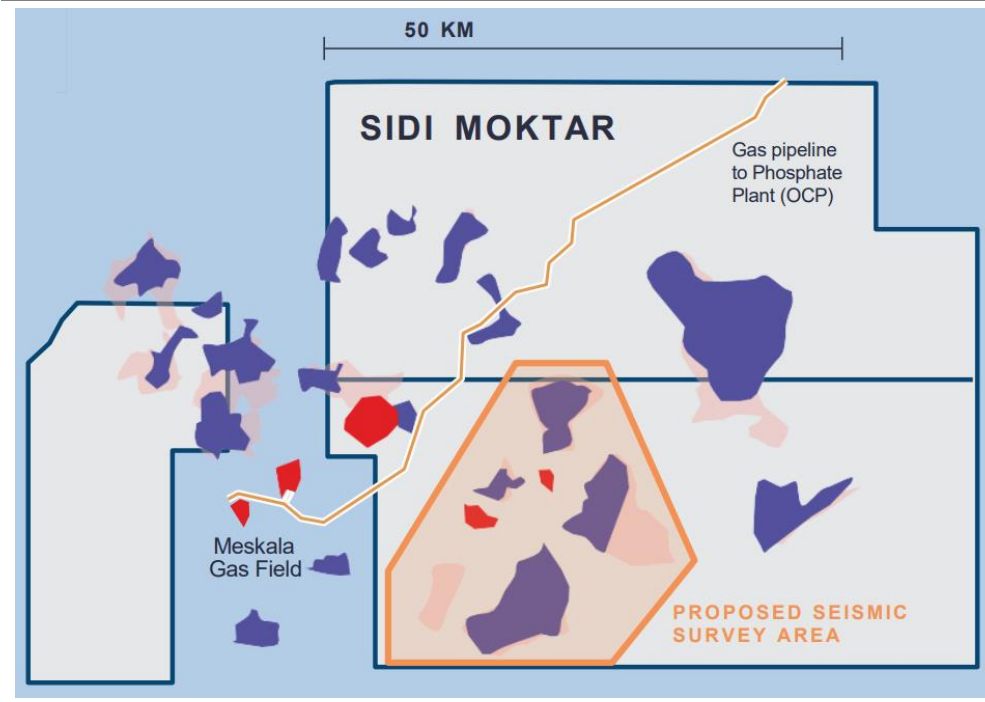 50 KM
SIDI MOKTAR
Gas pipeline
to Phosphate
Plant (OCP)
Meskala
Gas Field
PROPOSED SEISMIC
SURVEY AREA